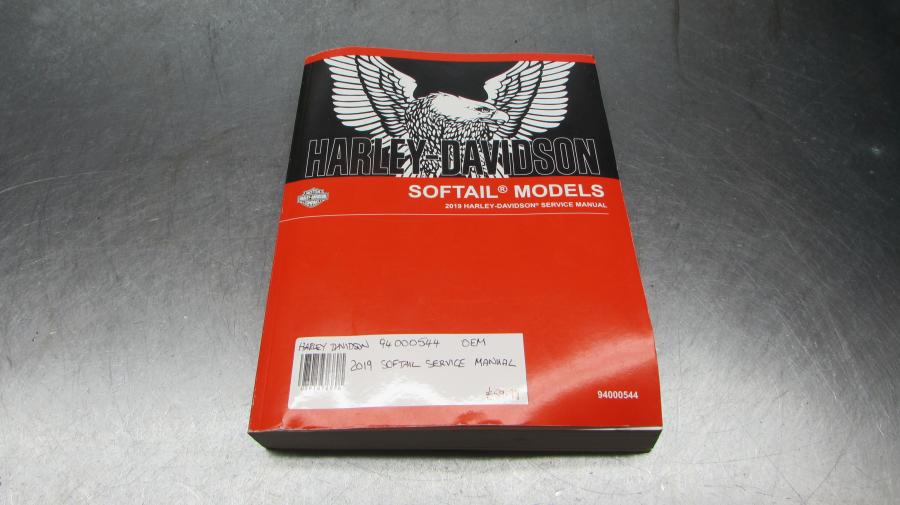 HARLEY-DAVIDSON
SOFTAIL® MODELS
2019 HARLEY-DAVIDSON® SERVICE MANUAL
HARLEY DAVIDSON 94000544 OEM
2019 SOFTAIL SERVICE MANUAL
94000544